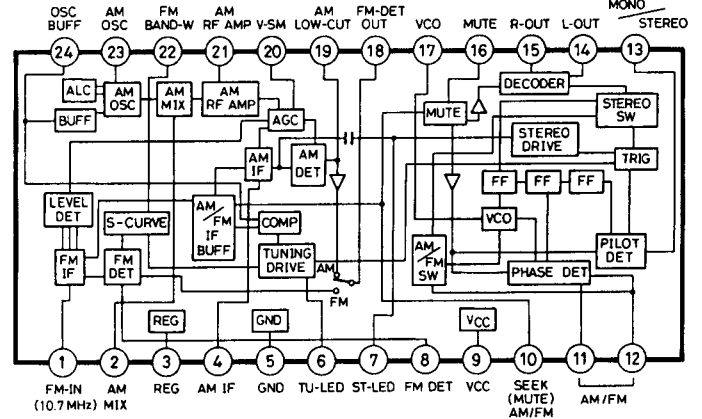 OSC BUFF
AM OSC
FM BAND-W
AM RF AMP
V-SM
AM LOW-CUT
FM-DET OUT
VCO
MUTE
R-OUT
L-OUT
MONO/STEREO
24
23
22
21
20
19
18
17
16
15
14
13
ALC
AM OSC
AM MIX
AM RF AMP
BUFF
AGC
DECODER
MUTE
STEREO SW
STEREO DRIVE
TRIG
AM IF
AM DET
LEVEL DET
S-CURVE
AM/FM IF BUFF
COMP
FF
FF
FF
VCO
FM IF
FM DET
TUNING DRIVE
AM
FM
AM/FM SW
PHASE DET
PILOT DET
REG
GND
VCC
1
2
3
4
5
6
7
8
9
10
11
12
FM-IN (10.7 MHz)
AM MIX
REG
AM IF
GND
TU-LED
ST-LED
FM DET
VCC
SEEK (MUTE) AM/FM
AM/FM